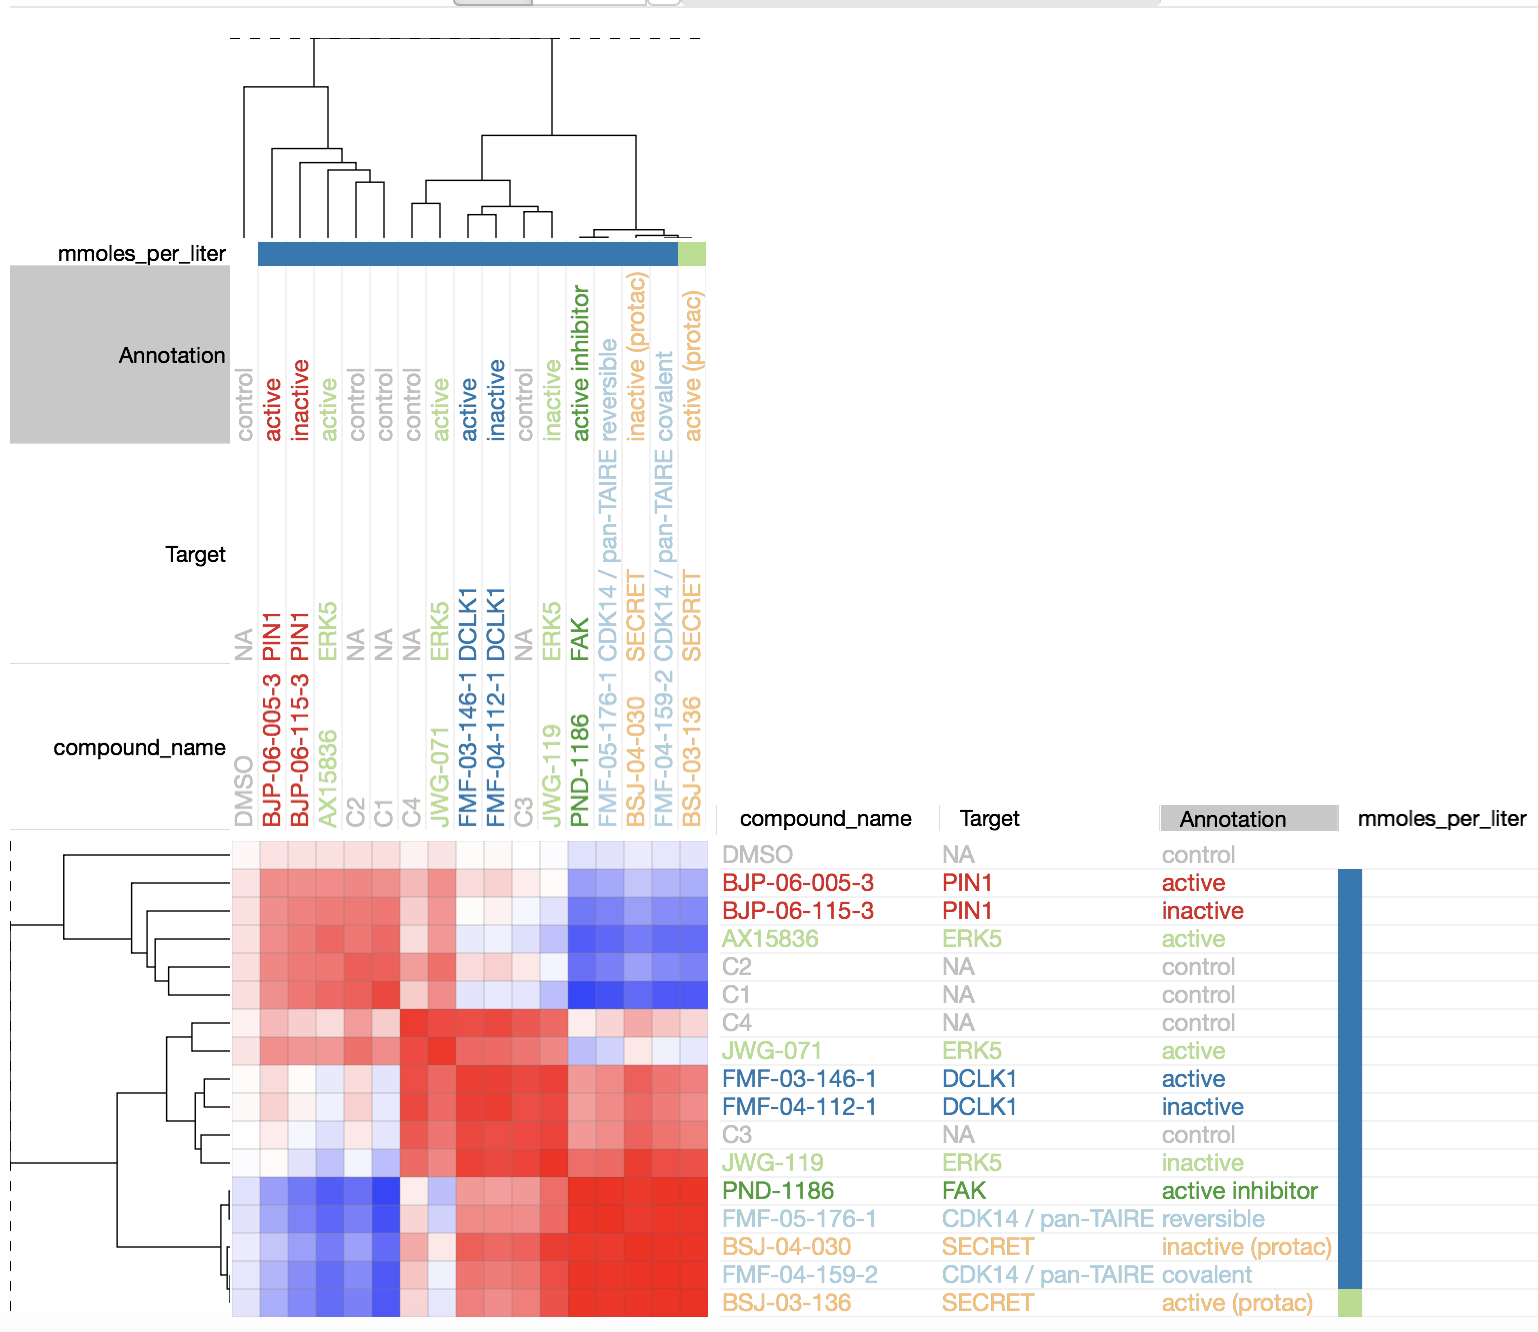 mmoles_per_liter
Annotation
control
active
inactive
active
control
control
control
active
active
inactive
control
inactive
active inhibitor
reversible
inactive (protac)
covalent
active (protac)
Target
NA
PIN1
PIN1
ERK5
NA
NA
NA
ERK5
DCLK1
DCLK1
NA
ERK5
FAK
CDK14 / pan-TAIRE
SECRET
CDK14 / pan-TAIRE
SECRET
compound_name
DMSO
BJP-06-005-3
BJP-06-115-3
AX15836
C2
C1
C4
JWG-071
FMF-03-146-1
FMF-04-112-1
C3
JWG-119
PND-1186
FMF-05-176-1
BSJ-04-030
FMF-04-159-2
BSJ-03-136
compound_name Target Annotation mmoles_per_liter
DMSO NA control
BJP-06-005-3 PIN1 active
BJP-06-115-3 PIN1 inactive
AX15836 ERK5 active
C2 NA control
C1 NA control
C4 NA control
JWG-071 ERK5 active
FMF-03-146-1 DCLK1 active
FMF-04-112-1 DCLK1 inactive
C3 NA control
JWG-119 ERK5 inactive
PND-1186 FAK active inhibitor
FMF-05-176-1 CDK14 / pan-TAIRE reversible
BSJ-04-030 SECRET inactive (protac)
FMF-04-159-2 CDK14 / pan-TAIRE covalent
BSJ-03-136 SECRET active (protac)